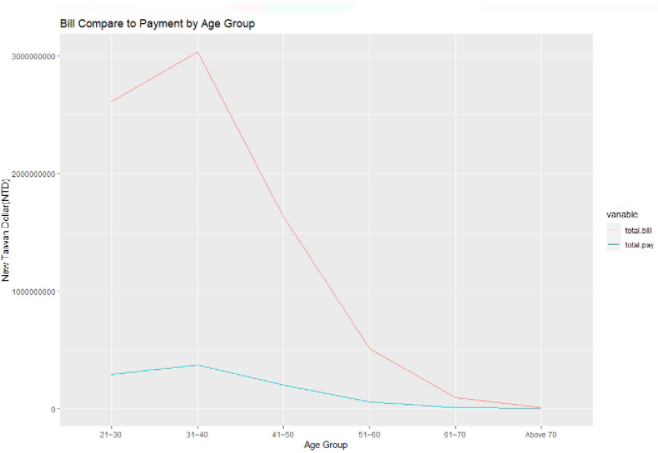 Bill Compare to Payment by Age Group
3000000000
2000000000
1000000000
0
New Taiwan Dollar(NTD)
21~30
31~40
41~50
51~60
61~70
Above 70
Age Group
variable
total.bill
total.pay